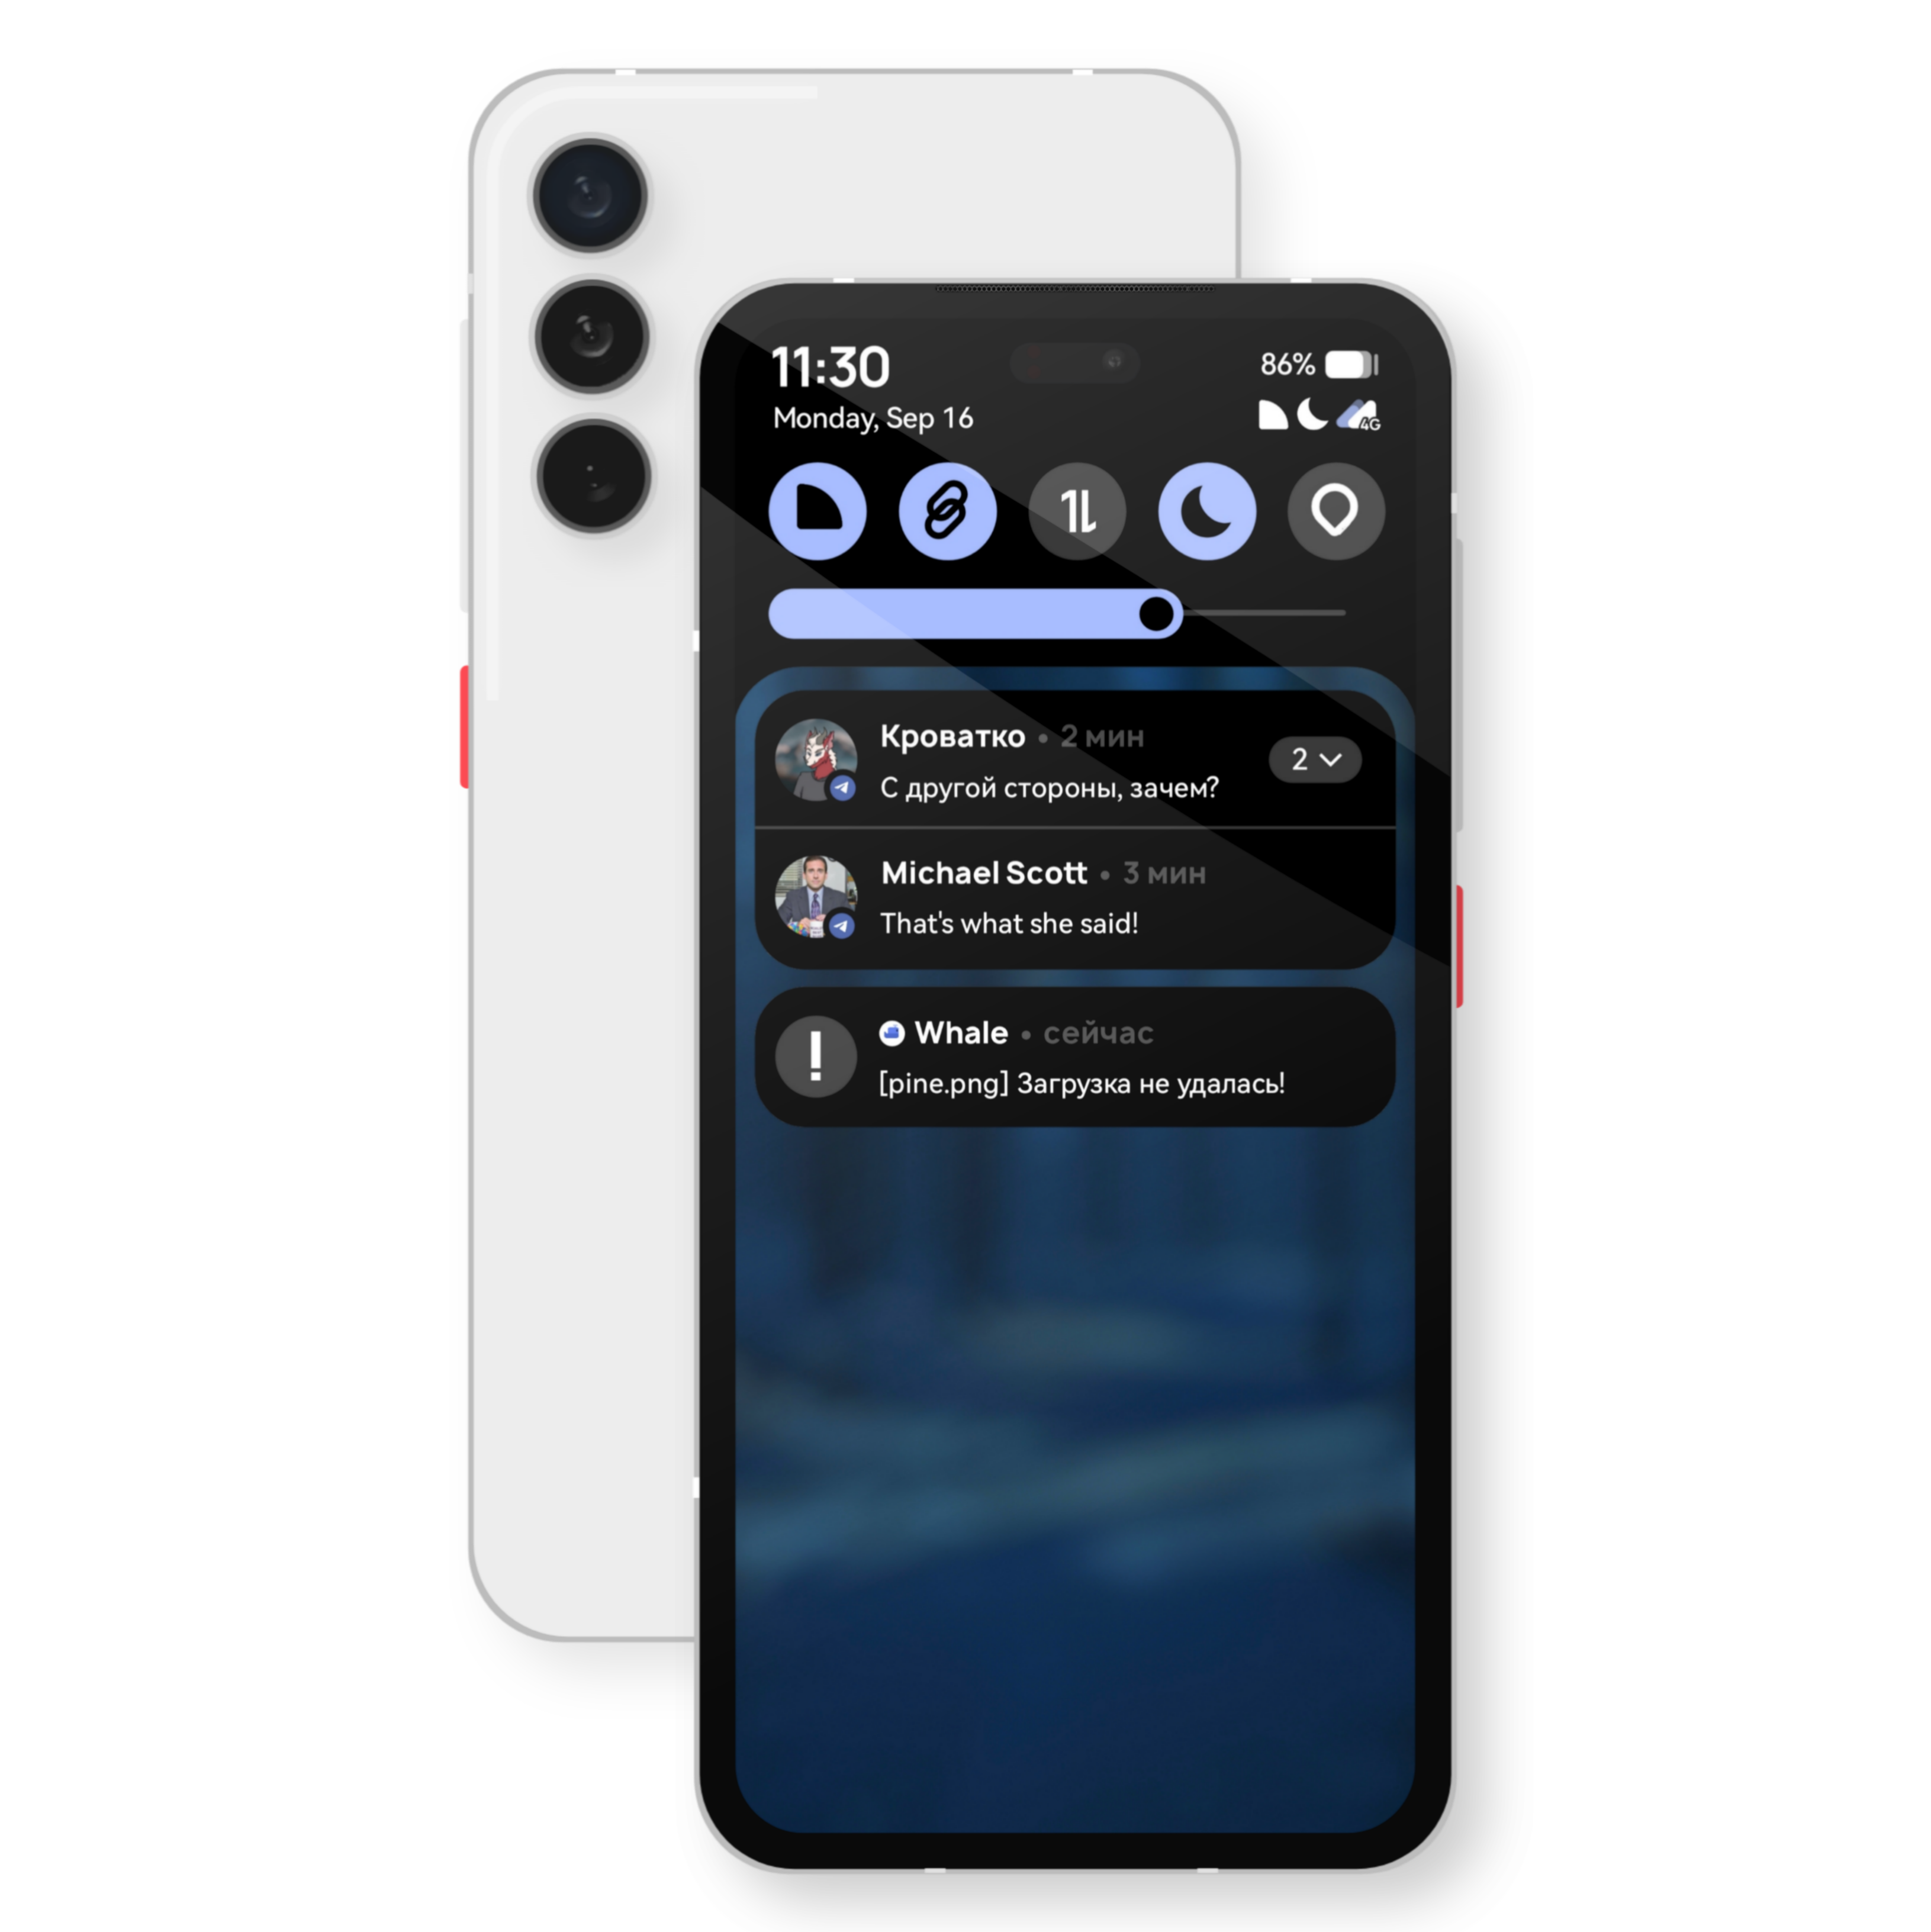 11:30
86%
Monday, Sep 16
4G
Кроватко • 2 мин
2
С другой стороны, зачем?
Michael Scott • 3 мин
That's what she said!
! Whale • сейчас
[pine.png] Загрузка не удалась!